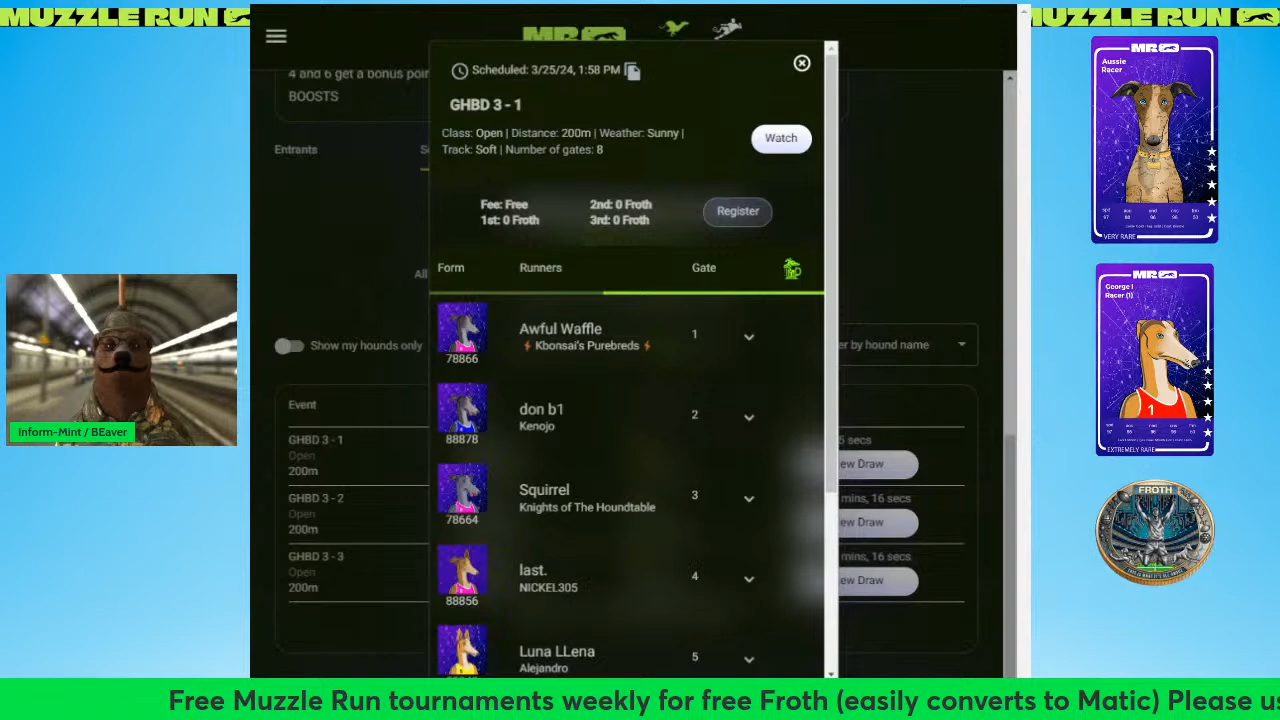 MUZZLE RUN
MUZZLE RUN
MR
4 and 6 get a bonus poin
BOOSTS
Entrants
S
All
Show my hounds only
er by hound name
Event
GHBD 3 - 1
Open
200m
5 secs
ew Draw
GHBD 3 - 2
Open
200m
mins, 16 secs
ew Draw
GHBD 3 - 3
Open
200m
mins, 16 secs
ew Draw
Scheduled: 3/25/24, 1:58 PM
GHBD 3 - 1
Class: Open | Distance: 200m | Weather: Sunny |
Track: Soft | Number of gates: 8
Watch
Fee: Free
2nd: 0 Froth
1st: 0 Froth
3rd: 0 Froth
Register
Form
Runners
Gate
Awful Waffle
Kbonsai's Purebreds
1
78866
don b1
Kenojo
2
88878
Squirrel
Knights of The Houndtable
3
78664
last.
NICKEL305
4
88856
Luna LLena
Alejandro
5
Inform-Mint / BEaver
MR
Aussie
Racer
VERY RARE
MR
George I
Racer (1)
1
EXTREMELY RARE
FROTH
Free Muzzle Run tournaments weekly for free Froth (easily converts to Matic) Please us